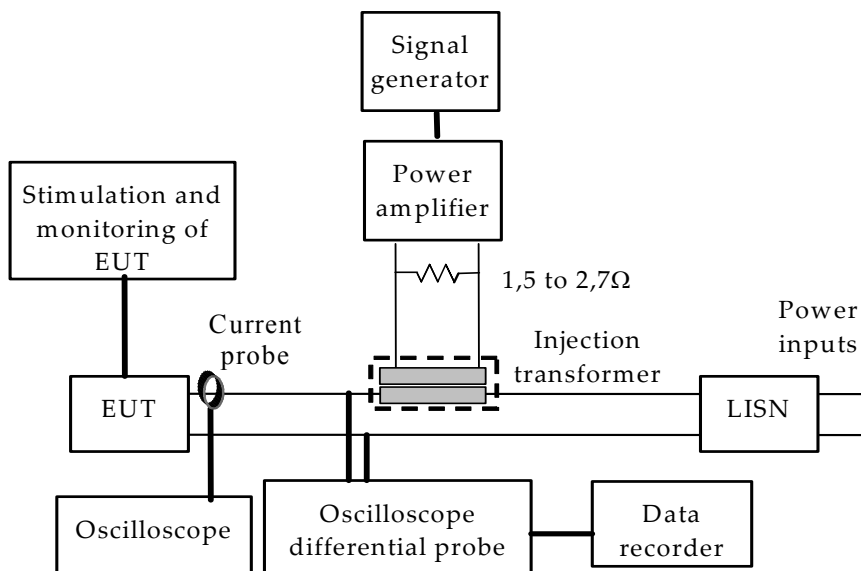 Signal
generator
Power
amplifier
Stimulation and
monitoring of
EUT
1,5 to 2,7Ω
Current
probe
Injection
transformer
Power
inputs
EUT
LISN
Oscilloscope
Oscilloscope
differential probe
Data
recorder